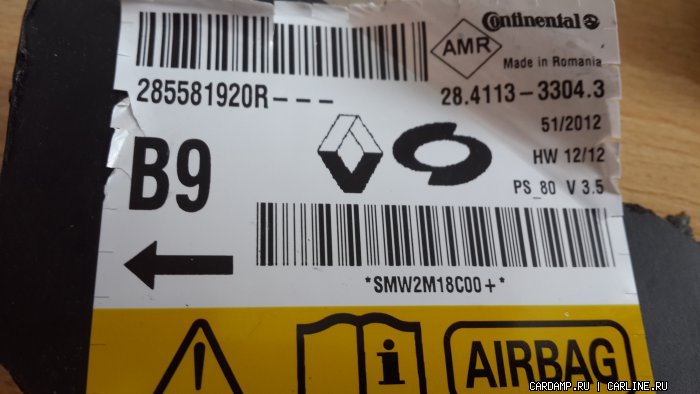 Continental
AMR
Made in Romania
285581920R---
28.4113-3304.3
51/2012
B9
HW 12/12
PS_80 V 3.5
*SMW2M18C00+*
i
AIRBAG
CARDAMP.RU | CARLINE.RU